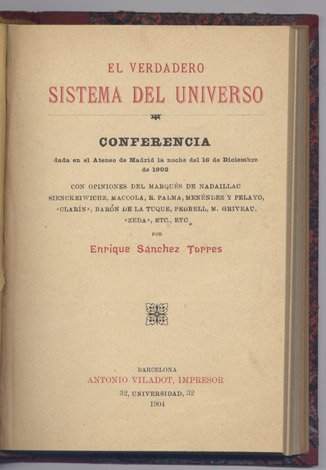 EL VERDADERO
SISTEMA DEL UNIVERSO
CONFERENCIA
dada en el Ateneo de Madrid la noche del 16 de Diciembre
de 1902
CON OPINIONES DEL MARQUÉS DE NADAILLAC
SIENCKEIWICHZ, MACCOLA, R. PALMA, MENÉNDEZ Y PELAYO,
«CLARÍN», BARÓN DE LA TUQUE, PROBELL, M. GRIVEAU,
«ZEDA», ETC., ETC.
POR
Enrique Sánchez Torres
BARCELONA
ANTONIO VILADOT, IMPRESOR
32, UNIVERSIDAD, 32
1904